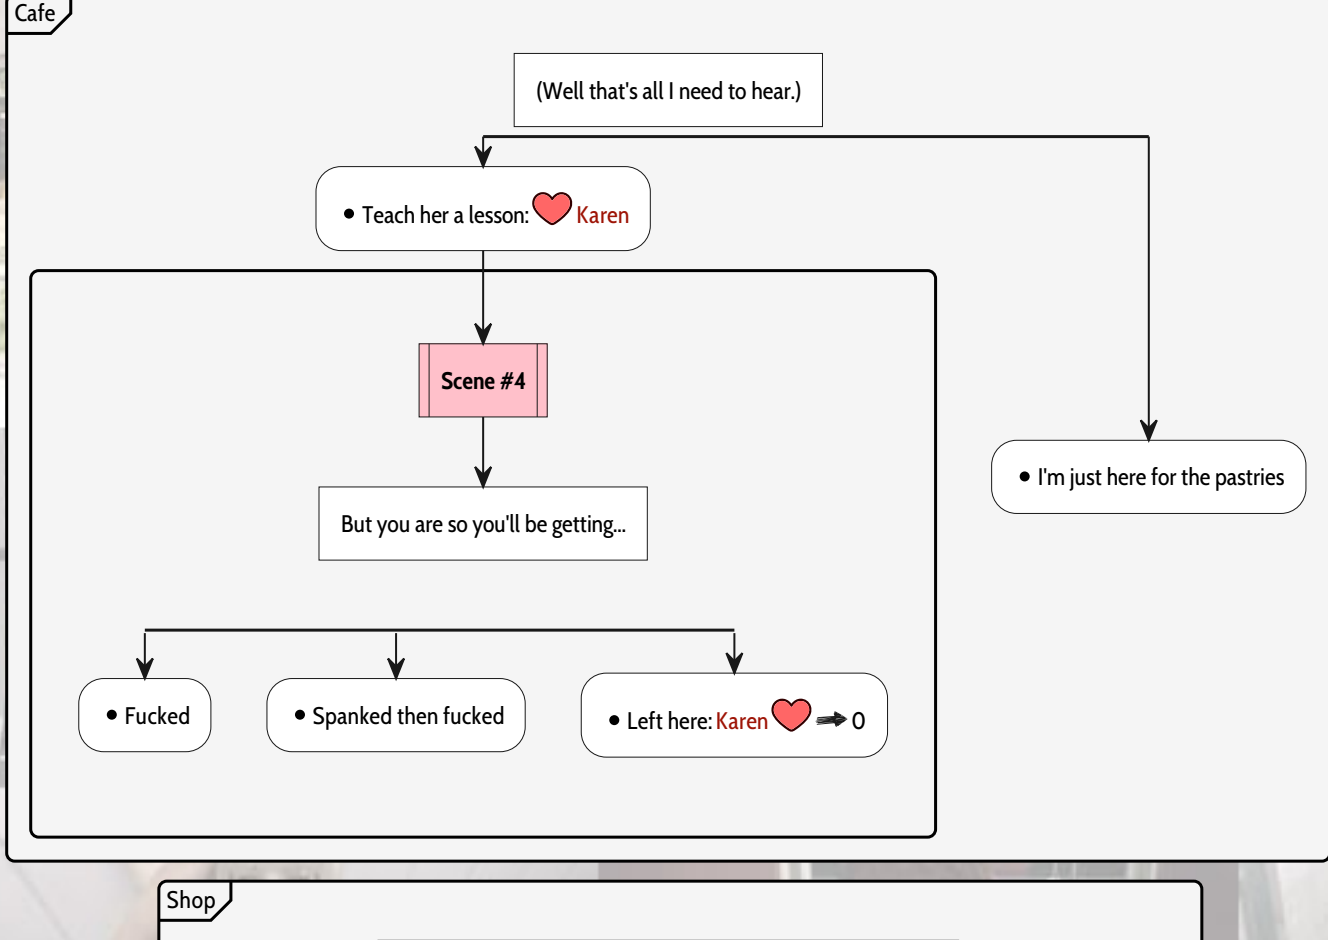 Cafe
(Well that's all I need to hear.)
• Teach her a lesson: Karen
Scene #4
• I'm just here for the pastries
But you are so you'll be getting...
• Fucked
• Spanked then fucked
• Left here: Karen 0
Shop